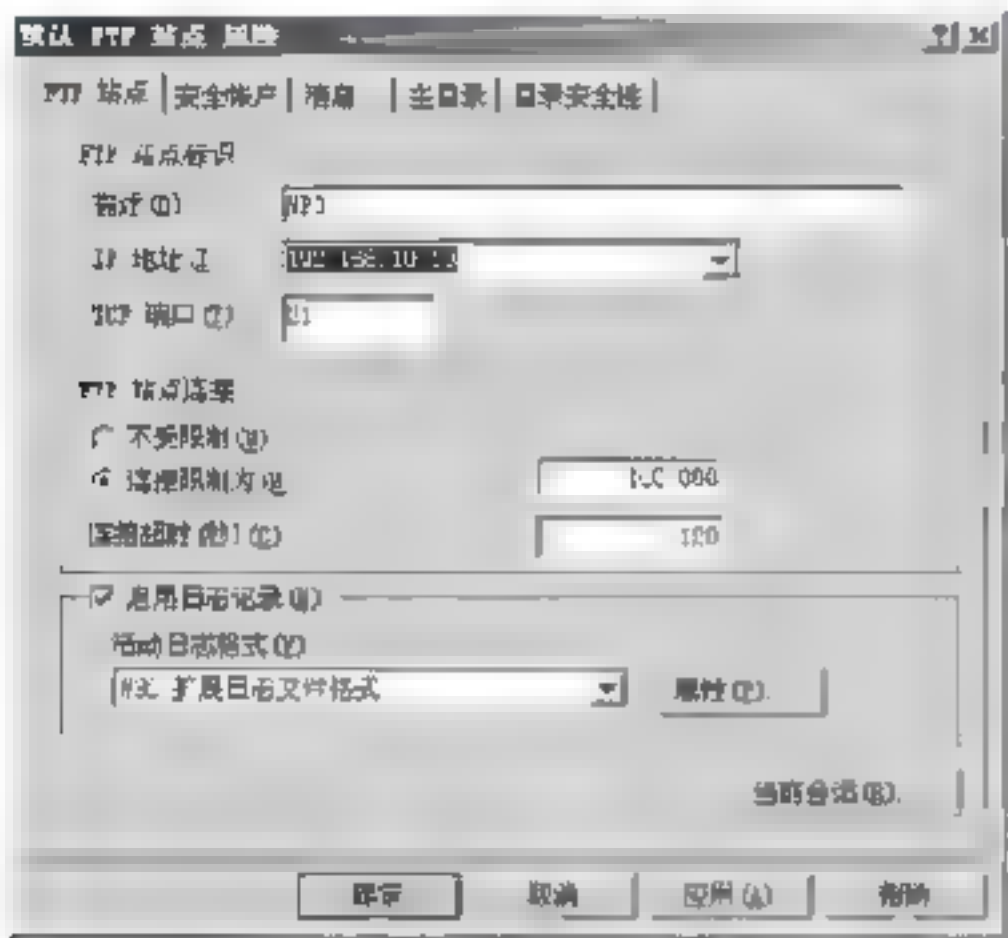 默认 FTP 站点 属性
FTP 站点 安全帐户 消息 主目录 目录安全性
FTP 站点标识
描述(D)
IP 地址(I)
TCP 端口(T) 21
FTP 站点连接
不受限制(U)
连接限制为(L) 000
连接超时(秒)(C) 120
启用日志记录(N)
活动日志格式(V)
W3C 扩展日志文件格式 属性(P).
当前会话(R).
确定 取消 应用(A) 帮助